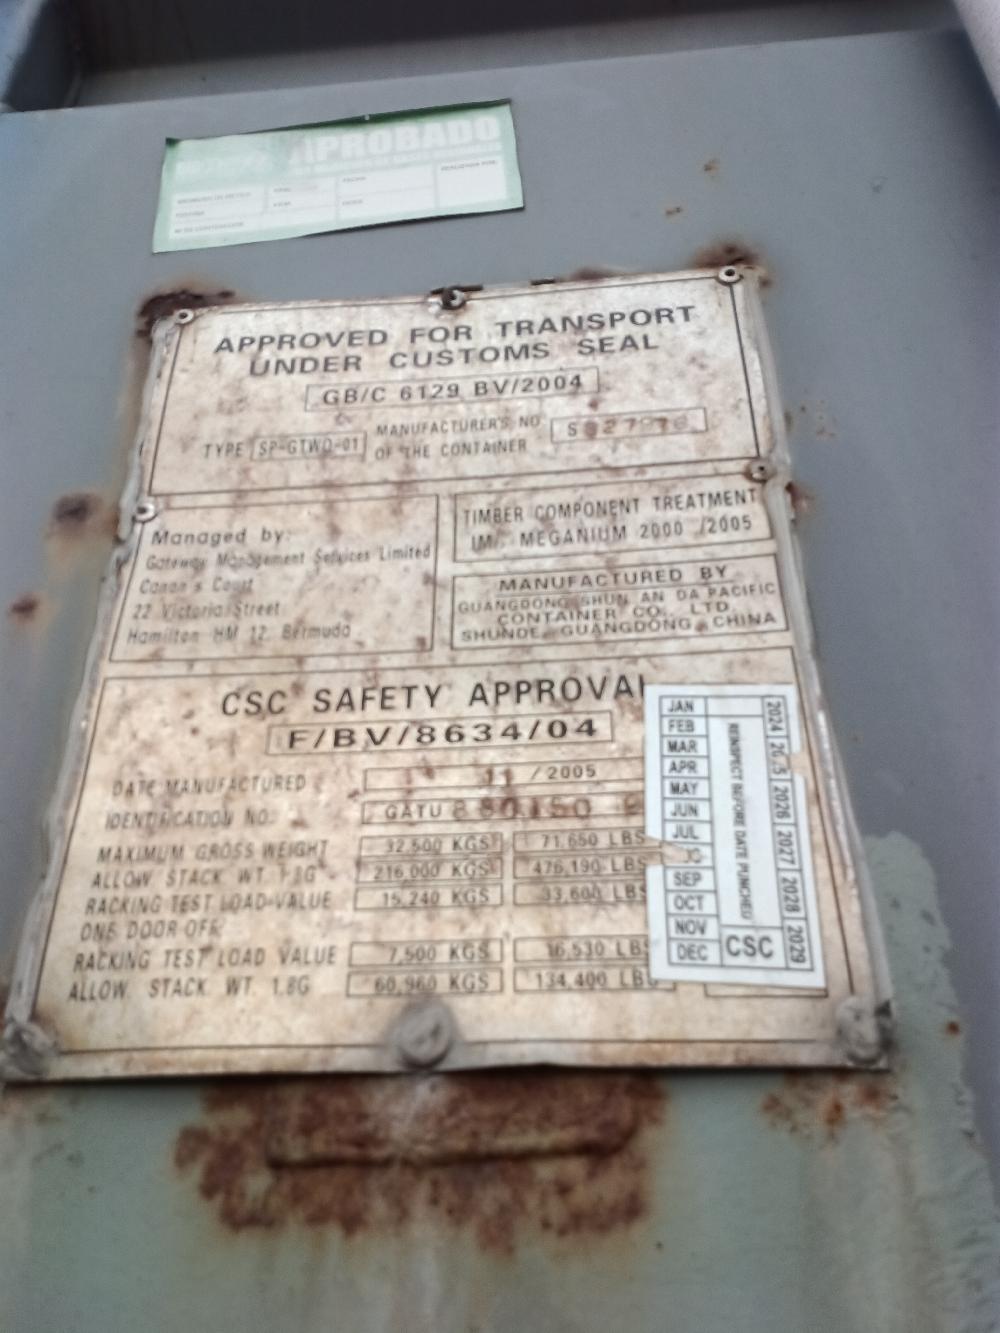 APROBADO
APPROVED FOR TRANSPORT
UNDER CUSTOMS SEAL
GB/C 6129 BV/2004
TYPE SP-GTWO-01
MANUFACTURER'S NO
OF THE CONTAINER
Managed by:
Gateway Management Services Limited
Canon's Court
22 Victoria Street
Hamilton HM 12, Bermuda
TIMBER COMPONENT TREATMENT
IM/ MEGANIUM 2000 /2005
MANUFACTURED BY
GUANGDONG SHUN AN DA PACIFIC
CONTAINER CO., LTD.
SHUNDE, GUANGDONG, CHINA
CSC SAFETY APPROVAL
F/BV/8634/04
DATE MANUFACTURED 11 /2005
IDENTIFICATION NO. GATU
MAXIMUM GROSS WEIGHT 32,500 KGS 71,650 LBS
ALLOW. STACK WT. 1.8G 216,000 KGS 476,190 LBS
RACKING TEST LOAD VALUE 15,240 KGS 33,600 LBS
ONE DOOR OFF:
RACKING TEST LOAD VALUE 7,500 KGS 16,530 LBS
ALLOW. STACK WT. 1.8G 60,960 KGS 134,400 LBS
JAN
FEB
MAR
APR
MAY
JUN
JUL
SEP
OCT
NOV
DEC
REINSPECT BEFORE DATE PUNCHED
CSC
2024 2026 2027 2028 2029